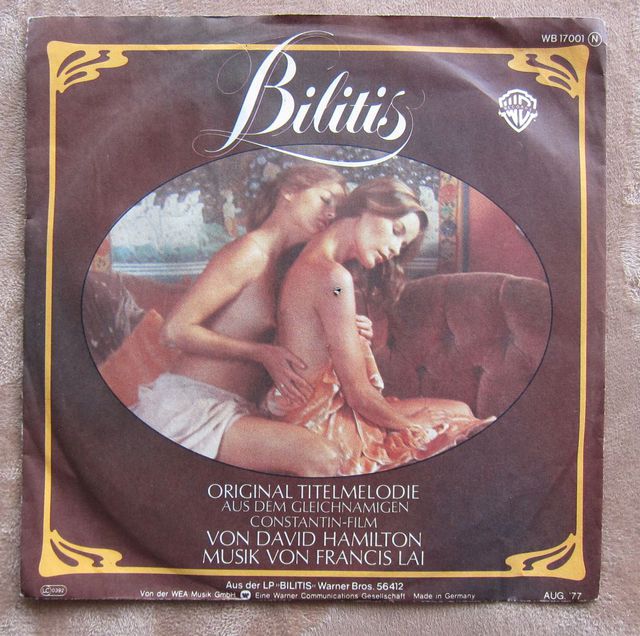 WB 17001 N
Bilitis
ORIGINAL TITELMELODIE
AUS DEM GLEICHNAMIGEN
CONSTANTIN-FILM
VON DAVID HAMILTON
MUSIK VON FRANCIS LAI
Aus der LP »BILITIS« Warner Bros. 56412
LC 0392 Von der WEA Musik GmbH Eine Warner Communications Gesellschaft Made in Germany AUG. '77